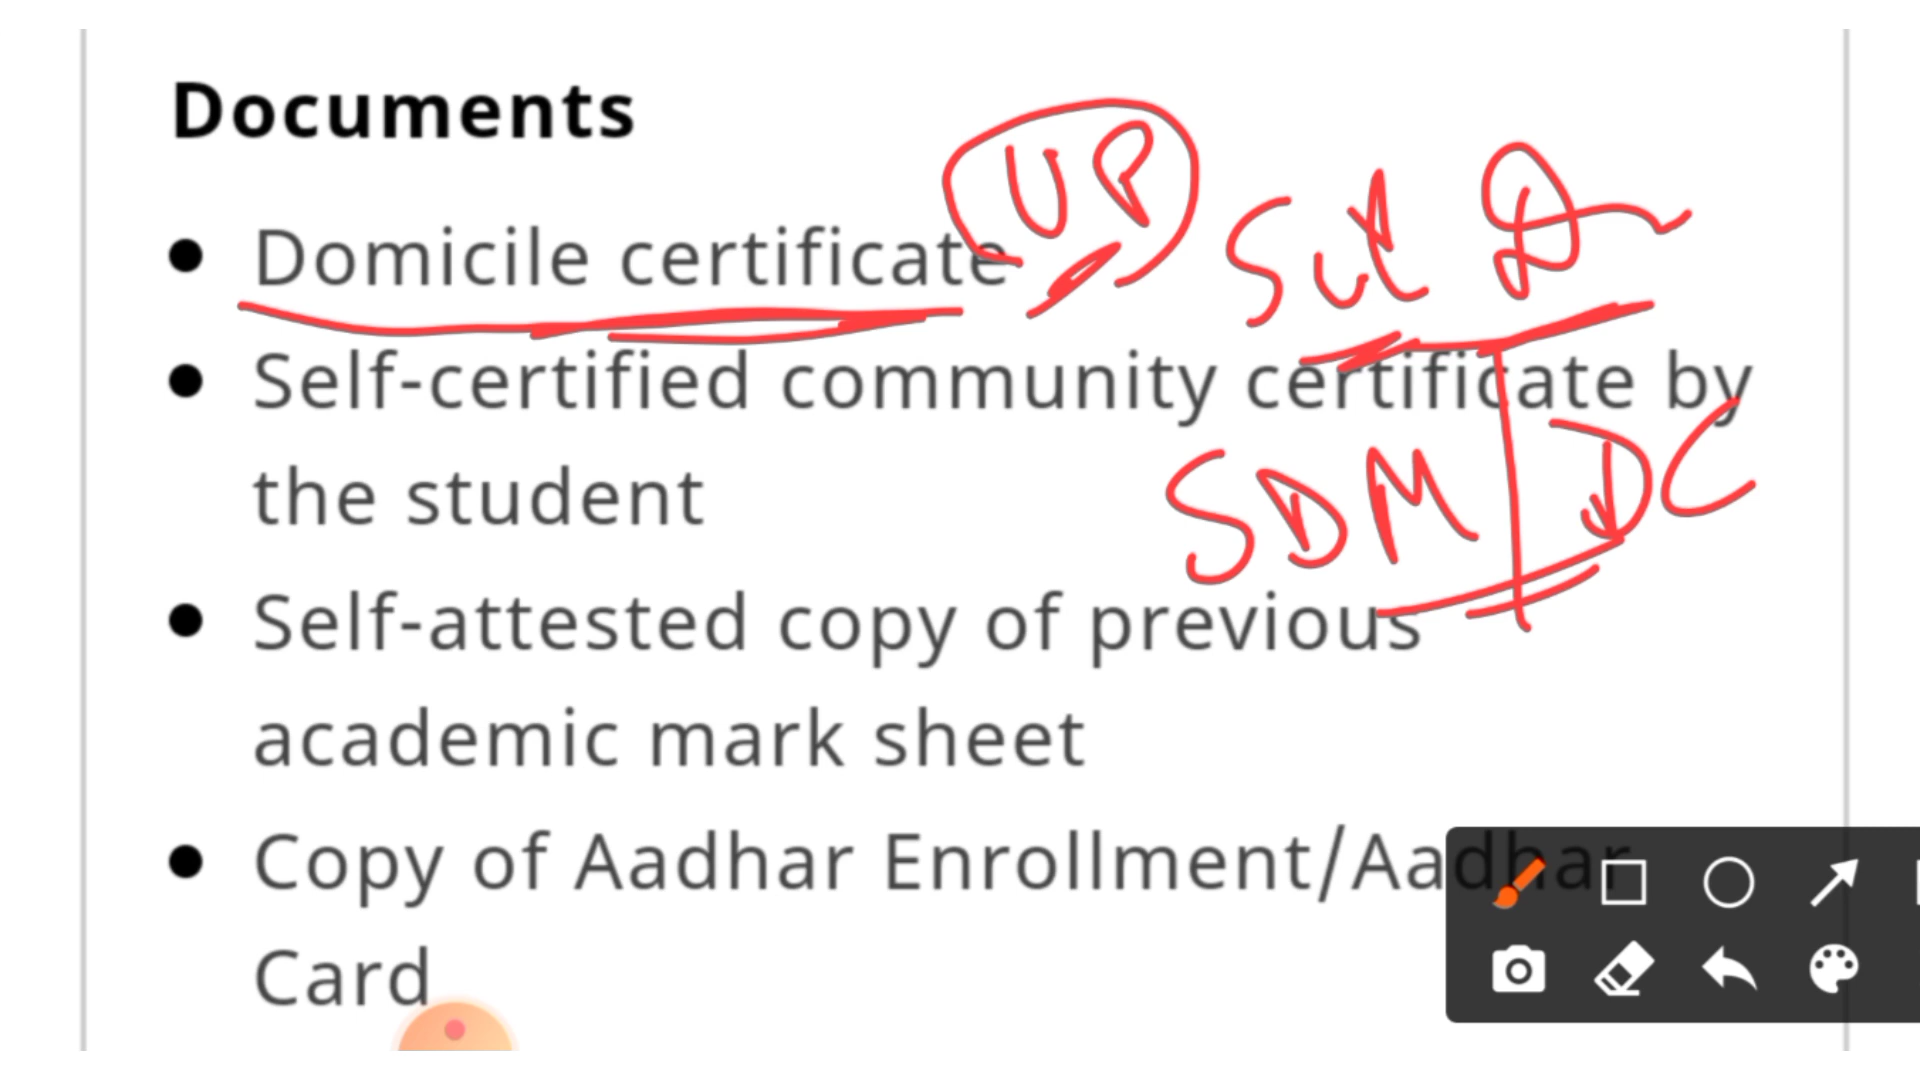 Documents
UP
• Domicile certificate
• Self-certified community certificate by
the student
SDM | DC
• Self-attested copy of previous
academic mark sheet
• Copy of Aadhar Enrollment/Aadhar
Card